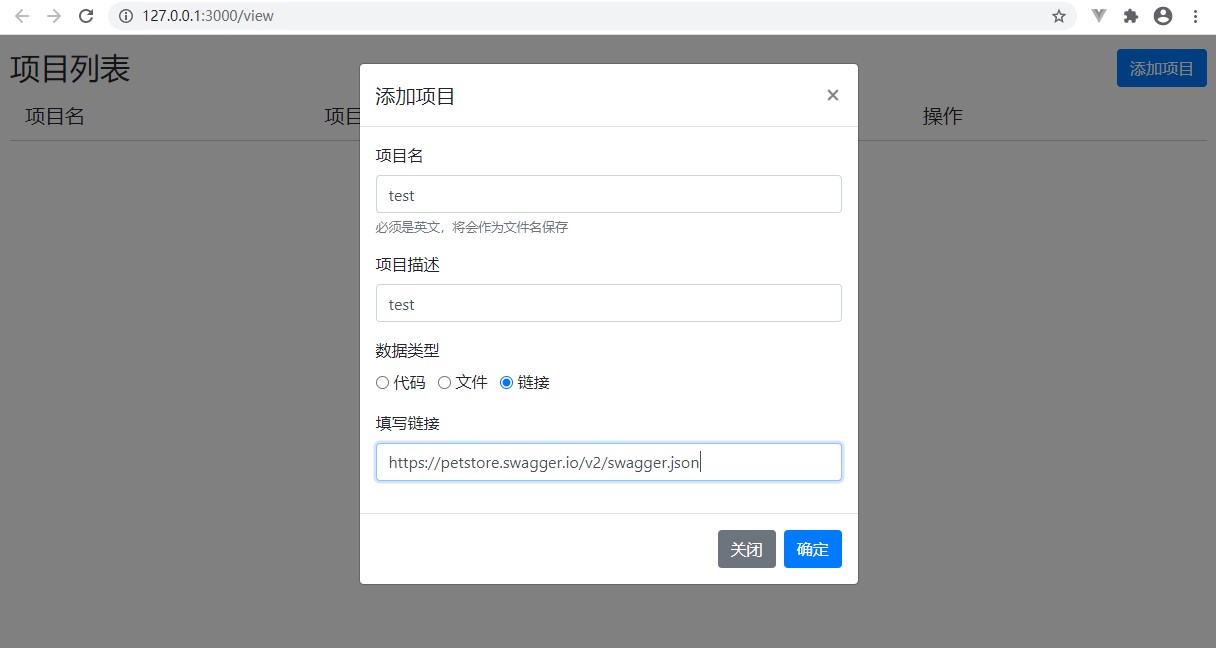 127.0.0.1:3000/view
项目列表
添加项目
项目名
项目
操作
添加项目
×
项目名
test
必须是英文，将会作为文件名保存
项目描述
test
数据类型
代码 文件 链接
填写链接
https://petstore.swagger.io/v2/swagger.json
关闭 确定